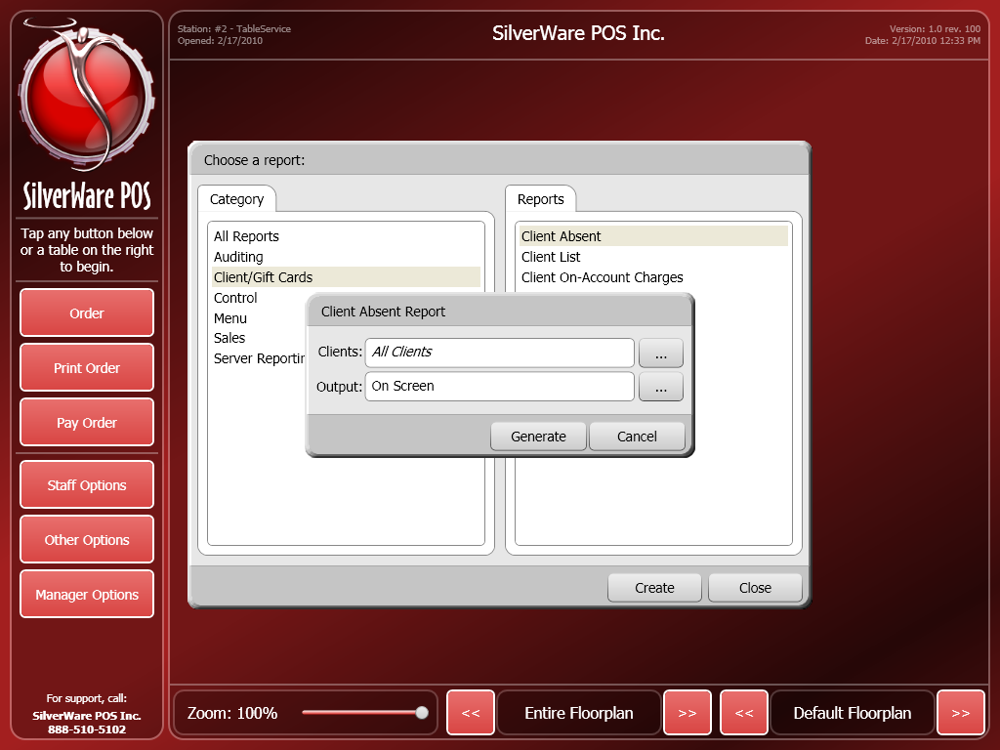 SilverWare POS
Tap any button below
or a table on the right
to begin.
Order
Print Order
Pay Order
Staff Options
Other Options
Manager Options
For support, call:
SilverWare POS Inc.
888-510-5102
Station: #2 - TableService
Opened: 2/17/2010
SilverWare POS Inc.
Version: 1.0 rev. 100
Date: 2/17/2010 12:33 PM
Choose a report:
Category
All Reports
Auditing
Client/Gift Cards
Control
Menu
Sales
Server Reportin
Reports
Client Absent
Client List
Client On-Account Charges
Client Absent Report
Clients: All Clients ...
Output: On Screen ...
Generate Cancel
Create Close
Zoom: 100% << Entire Floorplan >> << Default Floorplan >>